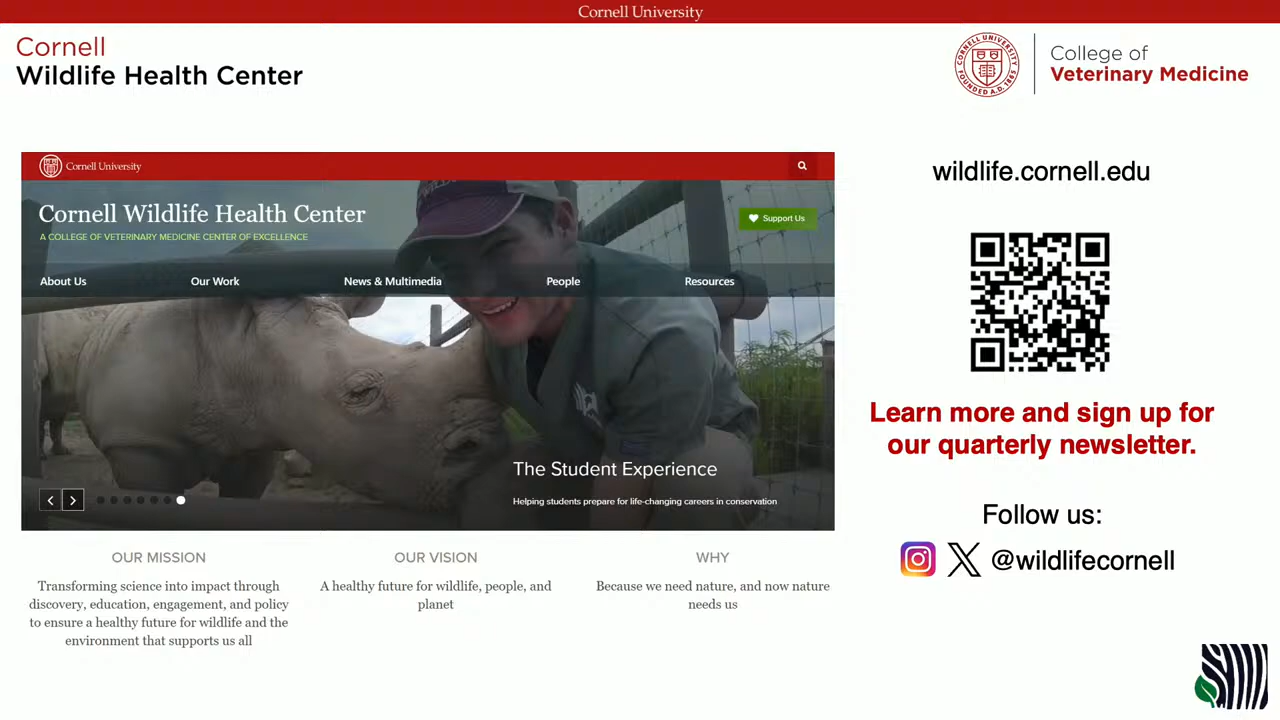 Cornell University
Cornell
Wildlife Health Center
College of
Veterinary Medicine
CORNELL UNIVERSITY
FOUNDED A.D. 1865
Cornell University
Cornell Wildlife Health Center
A COLLEGE OF VETERINARY MEDICINE CENTER OF EXCELLENCE
Support Us
About Us
Our Work
News & Multimedia
People
Resources
The Student Experience
Helping students prepare for life-changing careers in conservation
OUR MISSION
Transforming science into impact through
discovery, education, engagement, and policy
to ensure a healthy future for wildlife and the
environment that supports us all
OUR VISION
A healthy future for wildlife, people, and
planet
WHY
Because we need nature, and now nature
needs us
wildlife.cornell.edu
Learn more and sign up for
our quarterly newsletter.
Follow us:
@wildlifecornell